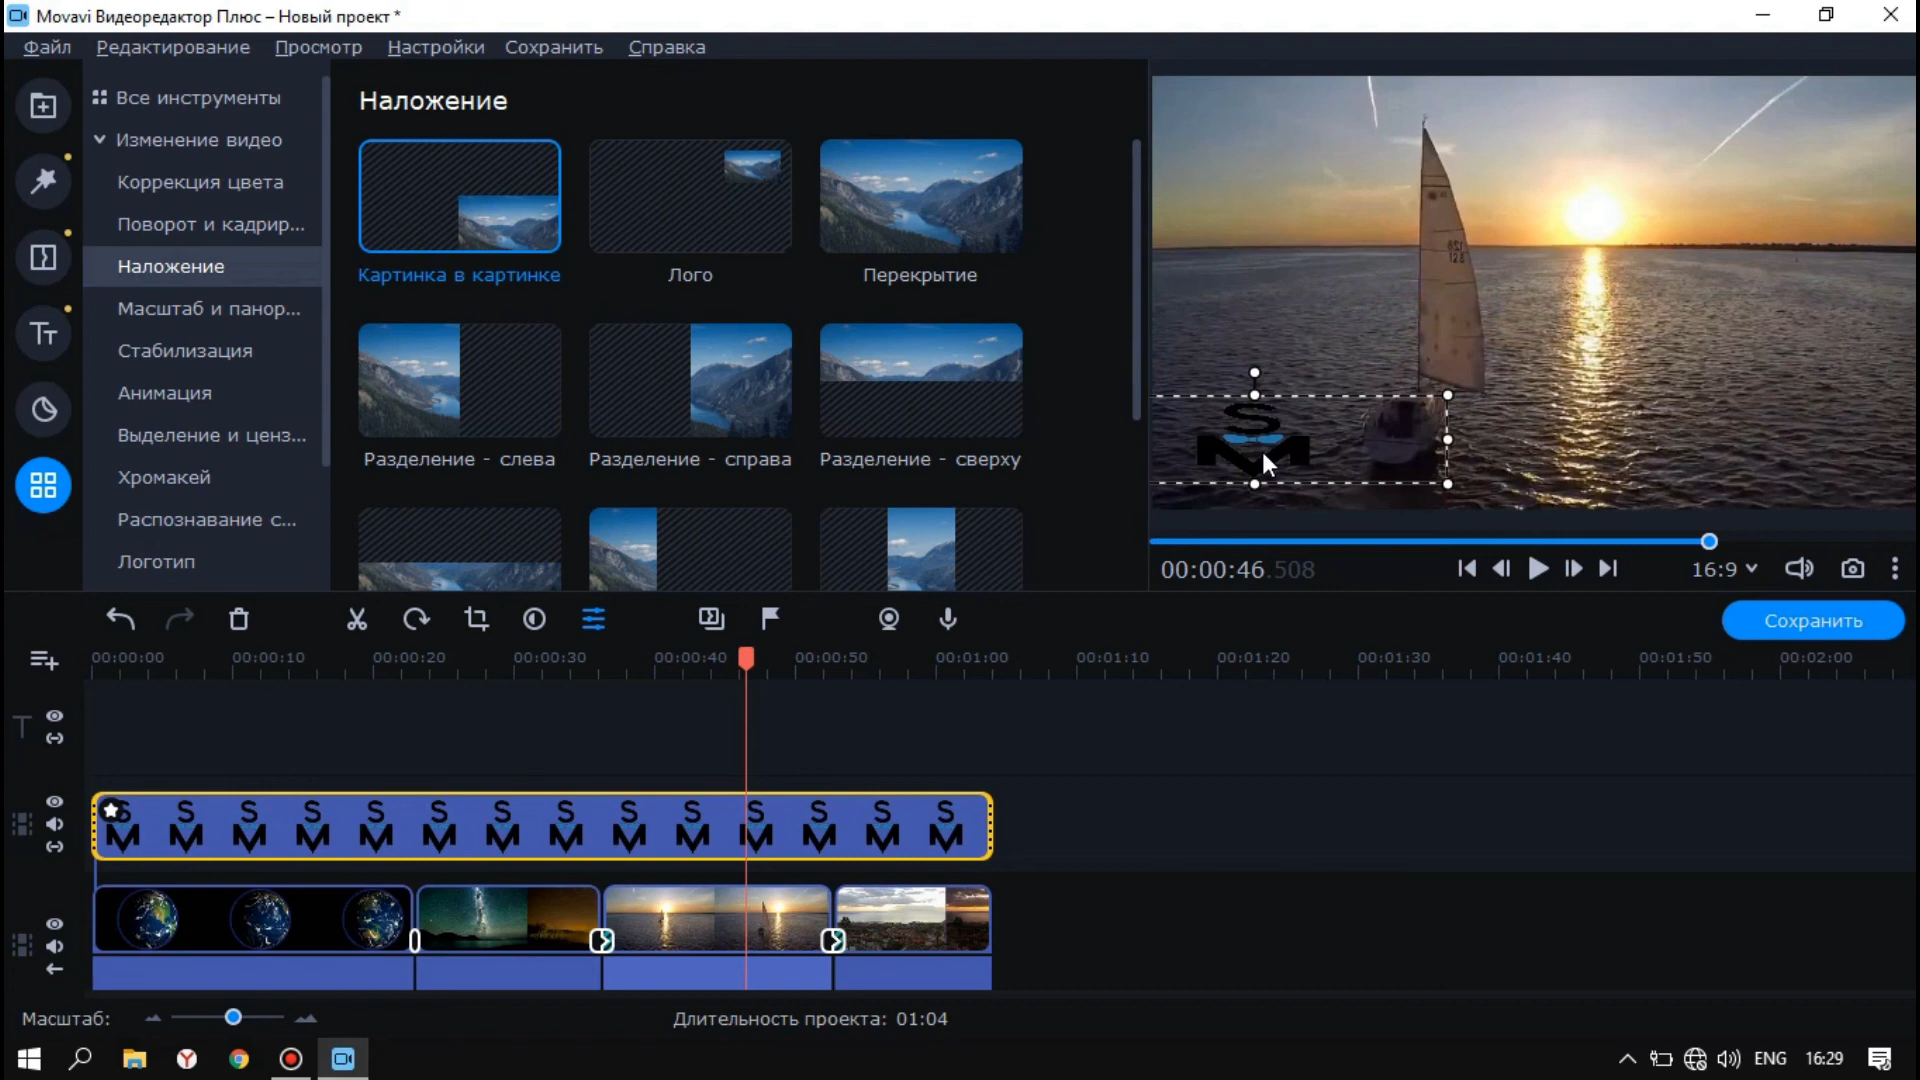 Movavi Видеоредактор Плюс – Новый проект *
Файл Редактирование Просмотр Настройки Сохранить Справка
Все инструменты
Изменение видео
Коррекция цвета
Поворот и кадрир...
Наложение
Масштаб и панор...
Стабилизация
Анимация
Выделение и ценз...
Хромакей
Распознавание с...
Логотип
Наложение
Картинка в картинке Лого Перекрытие
Разделение - слева Разделение - справа Разделение - сверху
S
M
00:00:46.508 16:9
Сохранить
00:00:00 00:00:10 00:00:20 00:00:30 00:00:40 00:00:50 00:01:00 00:01:10 00:01:20 00:01:30 00:01:40 00:01:50 00:02:00
S S S S S S S S S S S S S S
M M M M M M M M M M M M M M
Масштаб: Длительность проекта: 01:04
ENG 16:29